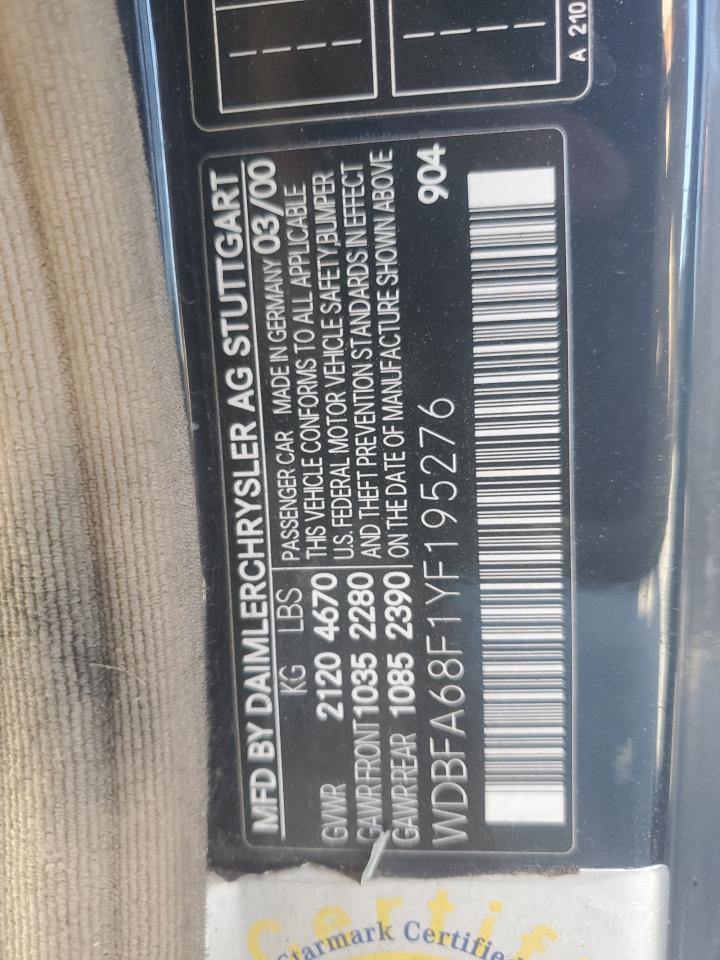 A 210
MFD BY DAIMLERCHRYSLER AG STUTTGART
KG LBS PASSENGER CAR MADE IN GERMANY 03/00
GVWR 2120 4670 THIS VEHICLE CONFORMS TO ALL APPLICABLE
U.S. FEDERAL MOTOR VEHICLE SAFETY, BUMPER
GAWR FRONT 1035 2280 AND THEFT PREVENTION STANDARDS IN EFFECT
GAWR REAR 1085 2390 ON THE DATE OF MANUFACTURE SHOWN ABOVE
WDBFA68F1YF195276 904
Certif
Starmark Certified